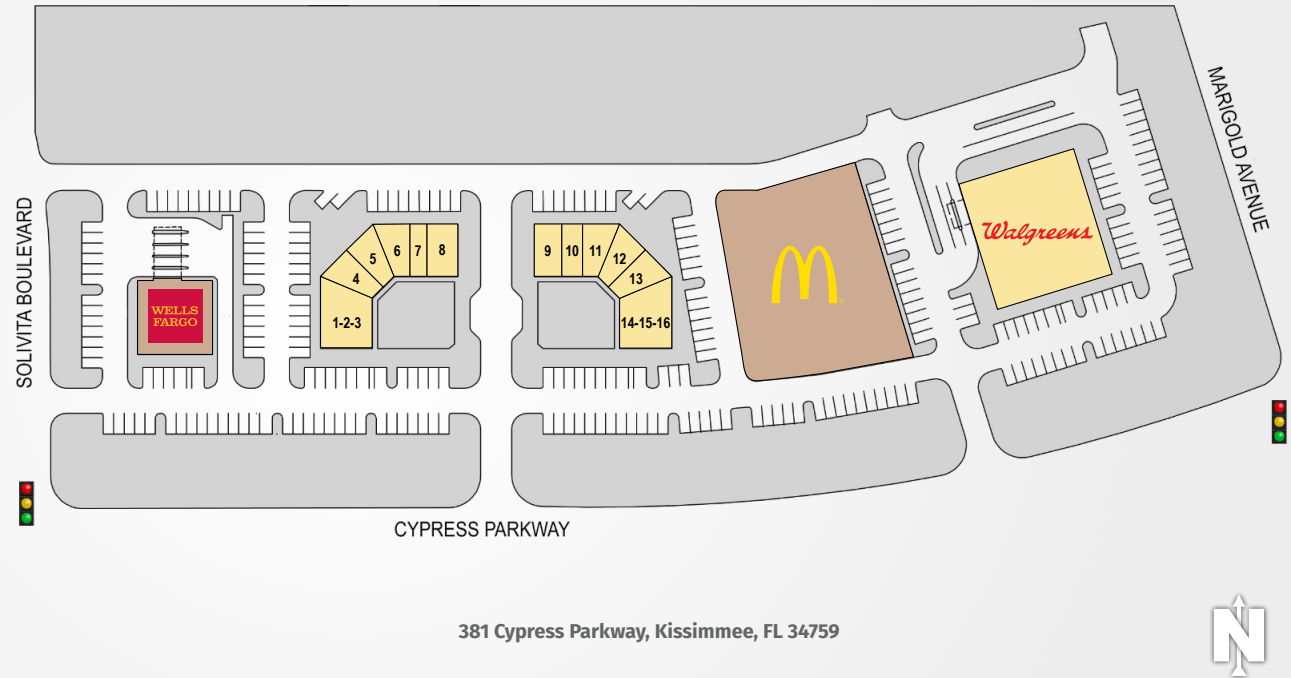 MARIGOLD AVENUE
SOLIVITA BOULEVARD
WELLS
FARGO
1-2-3
4
5
6
7
8
9
10
11
12
13
14-15-16
Walgreens
CYPRESS PARKWAY
381 Cypress Parkway, Kissimmee, FL 34759
N